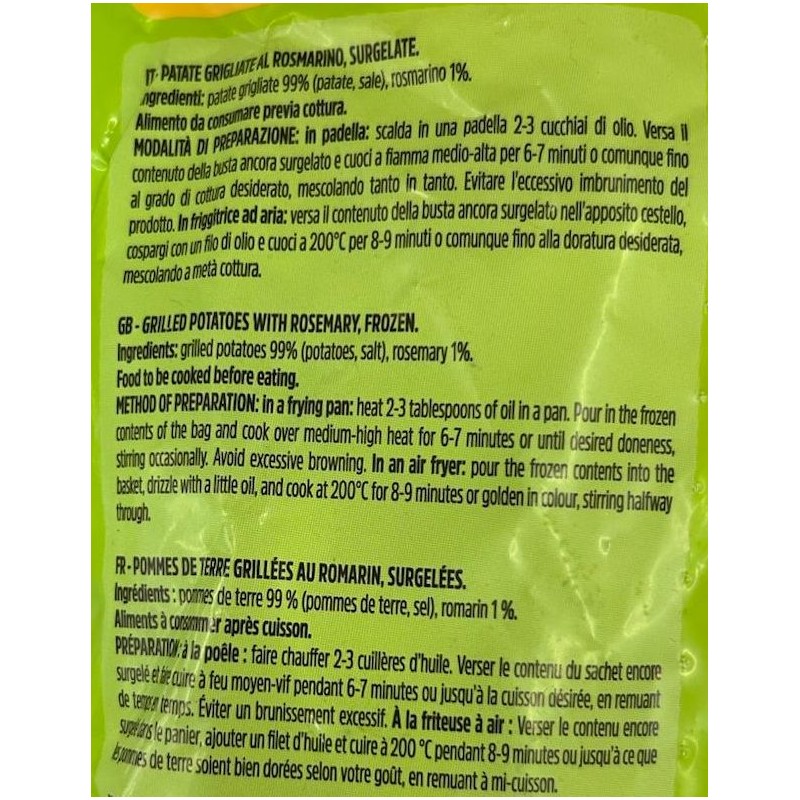 IT- PATATE GRIGLIATE AL ROSMARINO, SURGELATE.
Ingredienti: patate grigliate 99% (patate, sale), rosmarino 1%.
Alimento da consumare previa cottura.
MODALITÀ DI PREPARAZIONE: in padella: scalda in una padella 2-3 cucchiai di olio. Versa il
contenuto della busta ancora surgelato e cuoci a fiamma medio-alta per 6-7 minuti o comunque fino
al grado di cottura desiderato, mescolando tanto in tanto. Evitare l'eccessivo imbrunimento del
prodotto. In friggitrice ad aria: versa il contenuto della busta ancora surgelato nell'apposito cestello,
cospargi con un filo di olio e cuoci a 200°C per 8-9 minuti o comunque fino alla doratura desiderata,
mescolando a metà cottura.
GB - GRILLED POTATOES WITH ROSEMARY, FROZEN.
Ingredients: grilled potatoes 99% (potatoes, salt), rosemary 1%.
Food to be cooked before eating.
METHOD OF PREPARATION: in a frying pan: heat 2-3 tablespoons of oil in a pan. Pour in the frozen
contents of the bag and cook over medium-high heat for 6-7 minutes or until desired doneness,
stirring occasionally. Avoid excessive browning. In an air fryer: pour the frozen contents into the
basket, drizzle with a little oil, and cook at 200°C for 8-9 minutes or golden in colour, stirring halfway
through.
FR - POMMES DE TERRE GRILLÉES AU ROMARIN, SURGELÉES.
Ingrédients : pommes de terre 99 % (pommes de terre, sel), romarin 1 %.
Aliments à consommer après cuisson.
PRÉPARATION: à la poêle : faire chauffer 2-3 cuillères d'huile. Verser le contenu du sachet encore
surgelé et faire cuire à feu moyen-vif pendant 6-7 minutes ou jusqu'à la cuisson désirée, en remuant
de temps en temps. Éviter un brunissement excessif. À la friteuse à air : Verser le contenu encore
surgelé dans le panier, ajouter un filet d'huile et cuire à 200 °C pendant 8-9 minutes ou jusqu'à ce que
les pommes de terre soient bien dorées selon votre goût, en remuant à mi-cuisson.